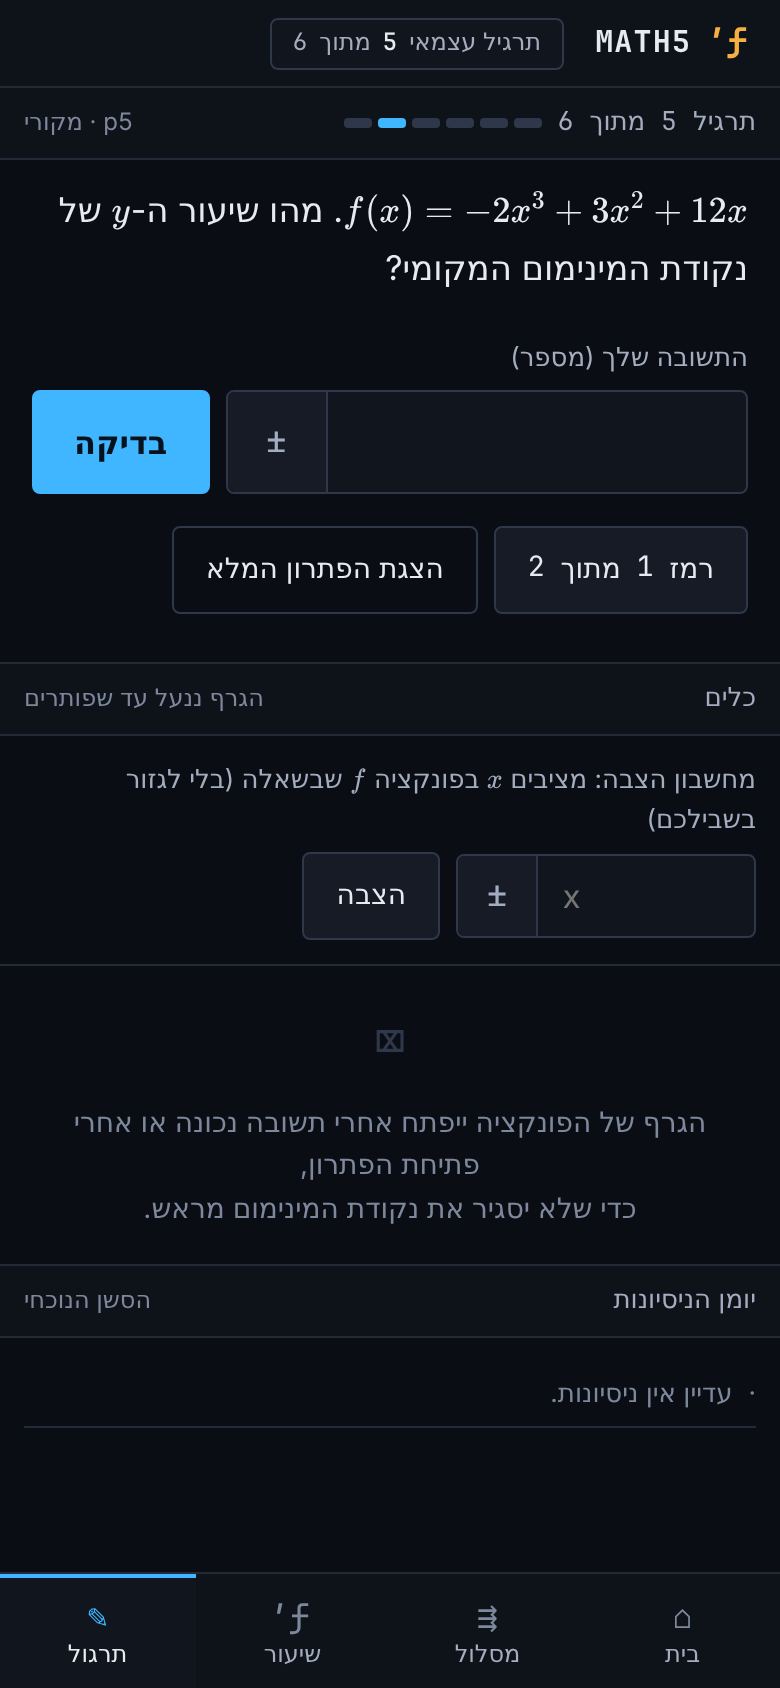 f′ MATH5
תרגיל עצמאי 5 מתוך 6
תרגיל 5 מתוך 6
p5 · מקורי
f(x) = −2x³ + 3x² + 12x. מהו שיעור ה-y של
נקודת המינימום המקומי?
התשובה שלך (מספר)
±
בדיקה
רמז 1 מתוך 2
הצגת הפתרון המלא
כלים
הגרף ננעל עד שפותרים
מחשבון הצבה: מציבים x בפונקציה f שבשאלה (בלי לגזור
בשבילכם)
x
±
הצבה
הגרף של הפונקציה ייפתח אחרי תשובה נכונה או אחרי
פתיחת הפתרון,
כדי שלא יסגיר את נקודת המינימום מראש.
יומן הניסיונות
הסשן הנוכחי
· עדיין אין ניסיונות.
בית
מסלול
f′
שיעור
תרגול